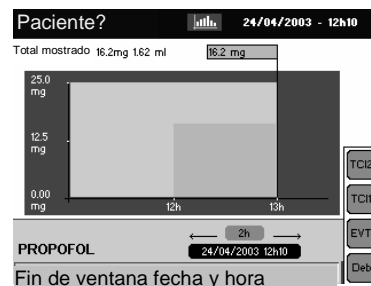 Paciente? 24/04/2003 - 12h10
Total mostrado 16.2mg 1.62 ml 16.2 mg
25.0
mg
12.5
mg
0.00
mg
12h 13h
TCI2
TCI1
EVT
Deb
2h
PROPOFOL
24/04/2003 12h10
Fin de ventana fecha y hora